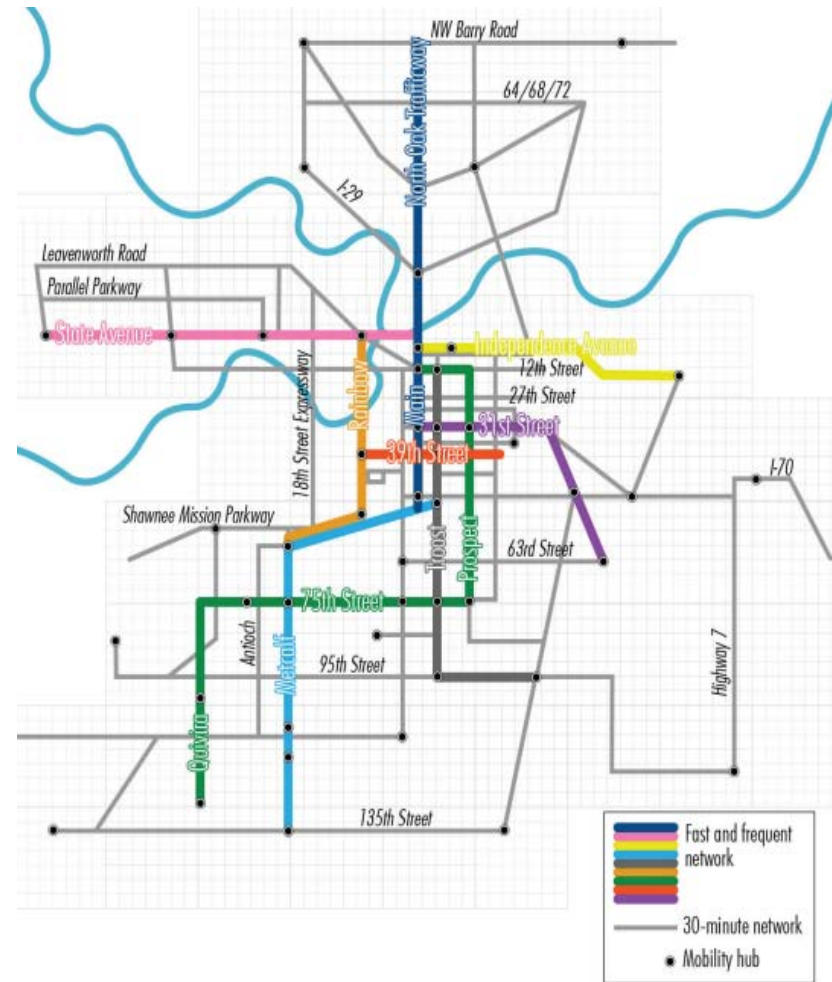 NW Barry Road
North Oak Trafficway
64/68/72
I-29
Leavenworth Road
Parallel Parkway
State Avenue
Independence Avenue
12th Street
27th Street
Rainbow
Main
18th Street Expressway
31st Street
39th Street
I-70
Shawnee Mission Parkway
Troost
Prospect
63rd Street
75th Street
Antioch
Metcalf
95th Street
Highway 7
Quivira
135th Street
Fast and frequent
network
30-minute network
Mobility hub